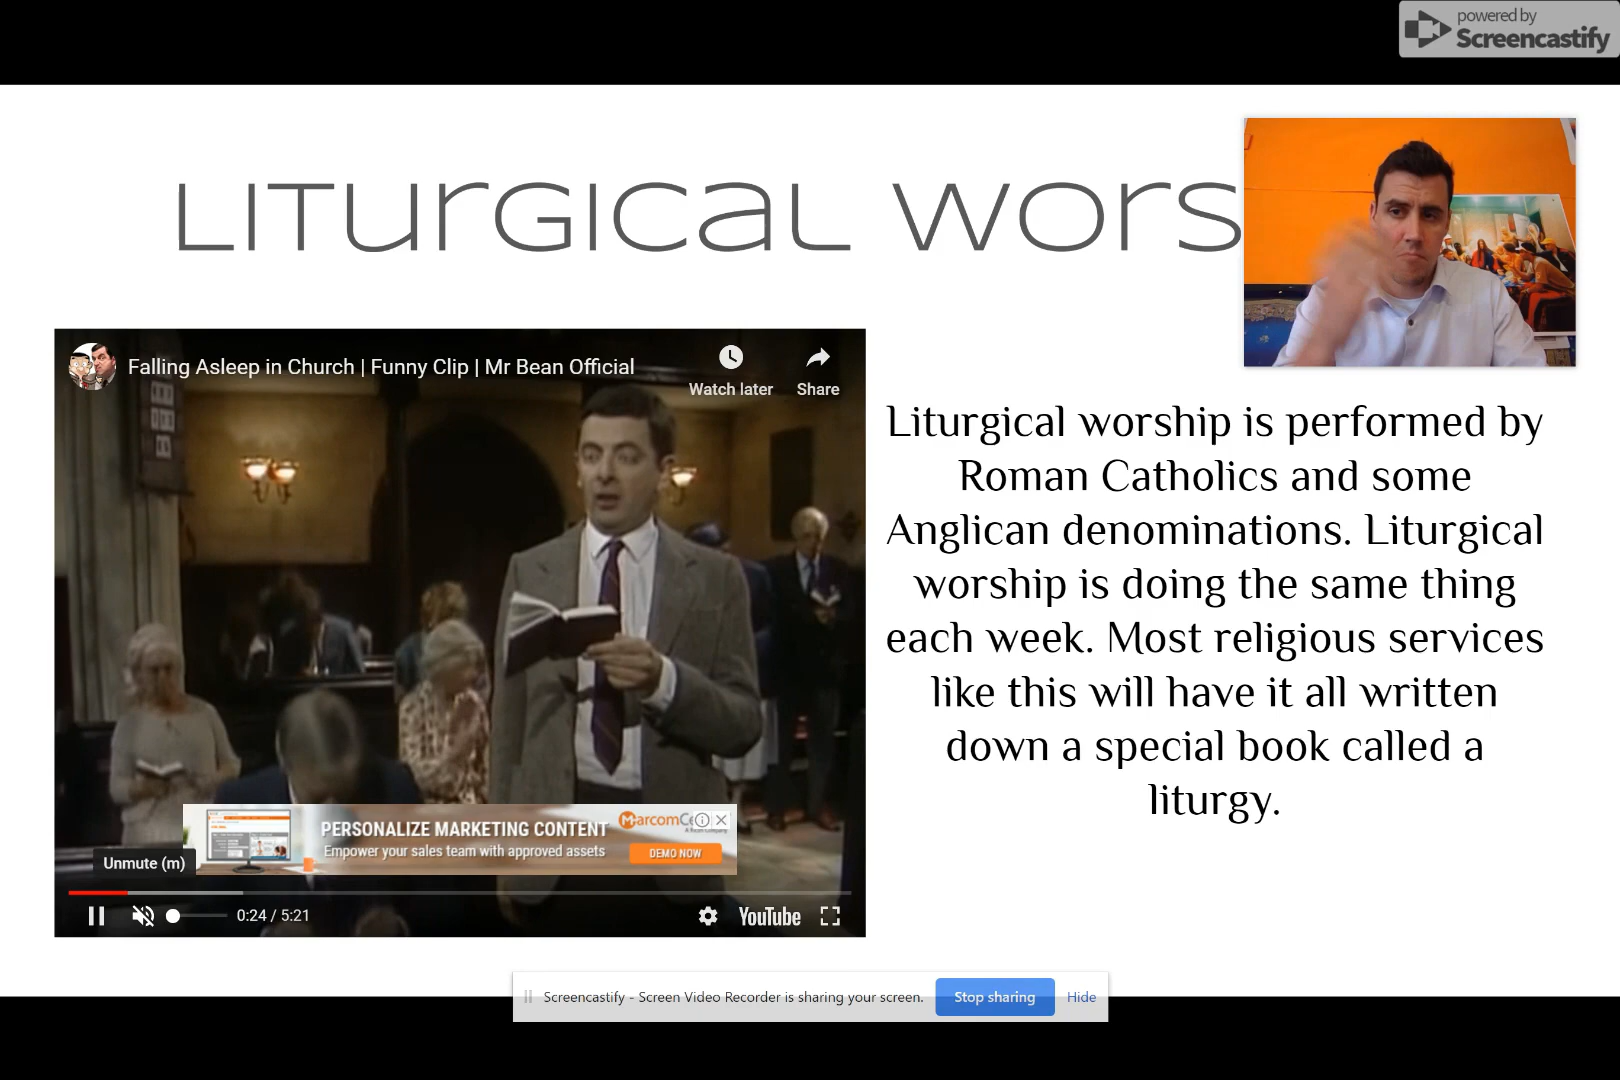 powered by
Screencastify
Liturgical Wors
Falling Asleep in Church | Funny Clip | Mr Bean Official
Watch later
Share
Liturgical worship is performed by
Roman Catholics and some
Anglican denominations. Liturgical
worship is doing the same thing
each week. Most religious services
like this will have it all written
down a special book called a
liturgy.
PERSONALIZE MARKETING CONTENT
Empower your sales team with approved assets
MarcomCe
DEMO NOW
Unmute (m)
0:24 / 5:21
YouTube
Screencastify - Screen Video Recorder is sharing your screen.
Stop sharing
Hide